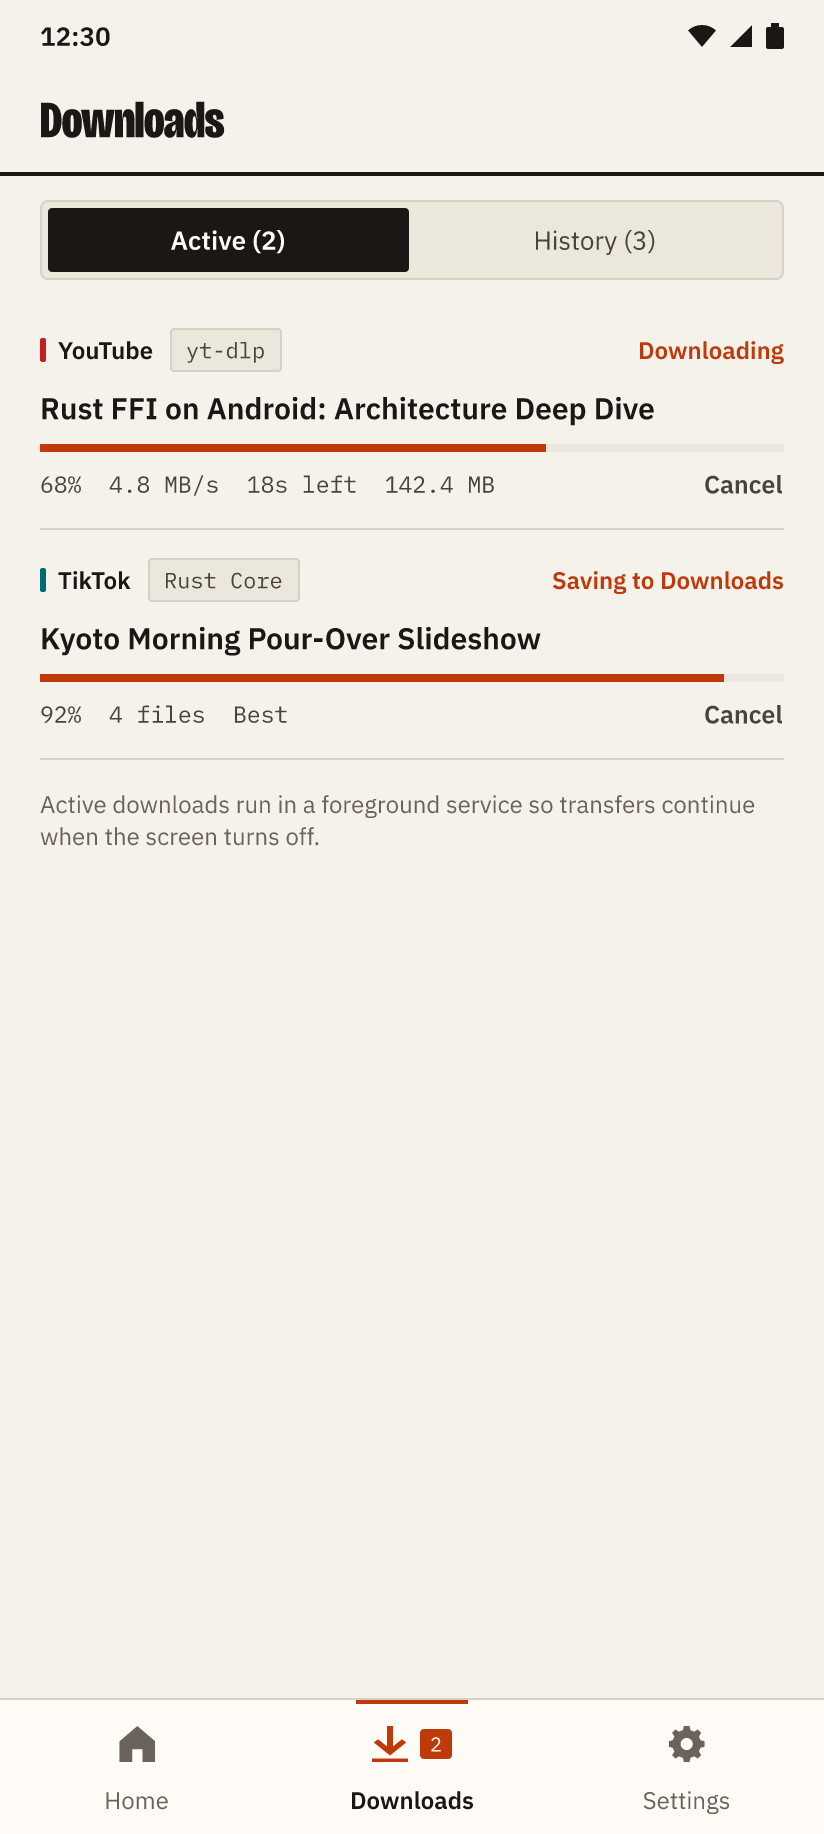 12:30
Downloads
Active (2)
History (3)
YouTube yt-dlp Downloading
Rust FFI on Android: Architecture Deep Dive
68% 4.8 MB/s 18s left 142.4 MB Cancel
TikTok Rust Core Saving to Downloads
Kyoto Morning Pour-Over Slideshow
92% 4 files Best Cancel
Active downloads run in a foreground service so transfers continue
when the screen turns off.
2
Home Downloads Settings